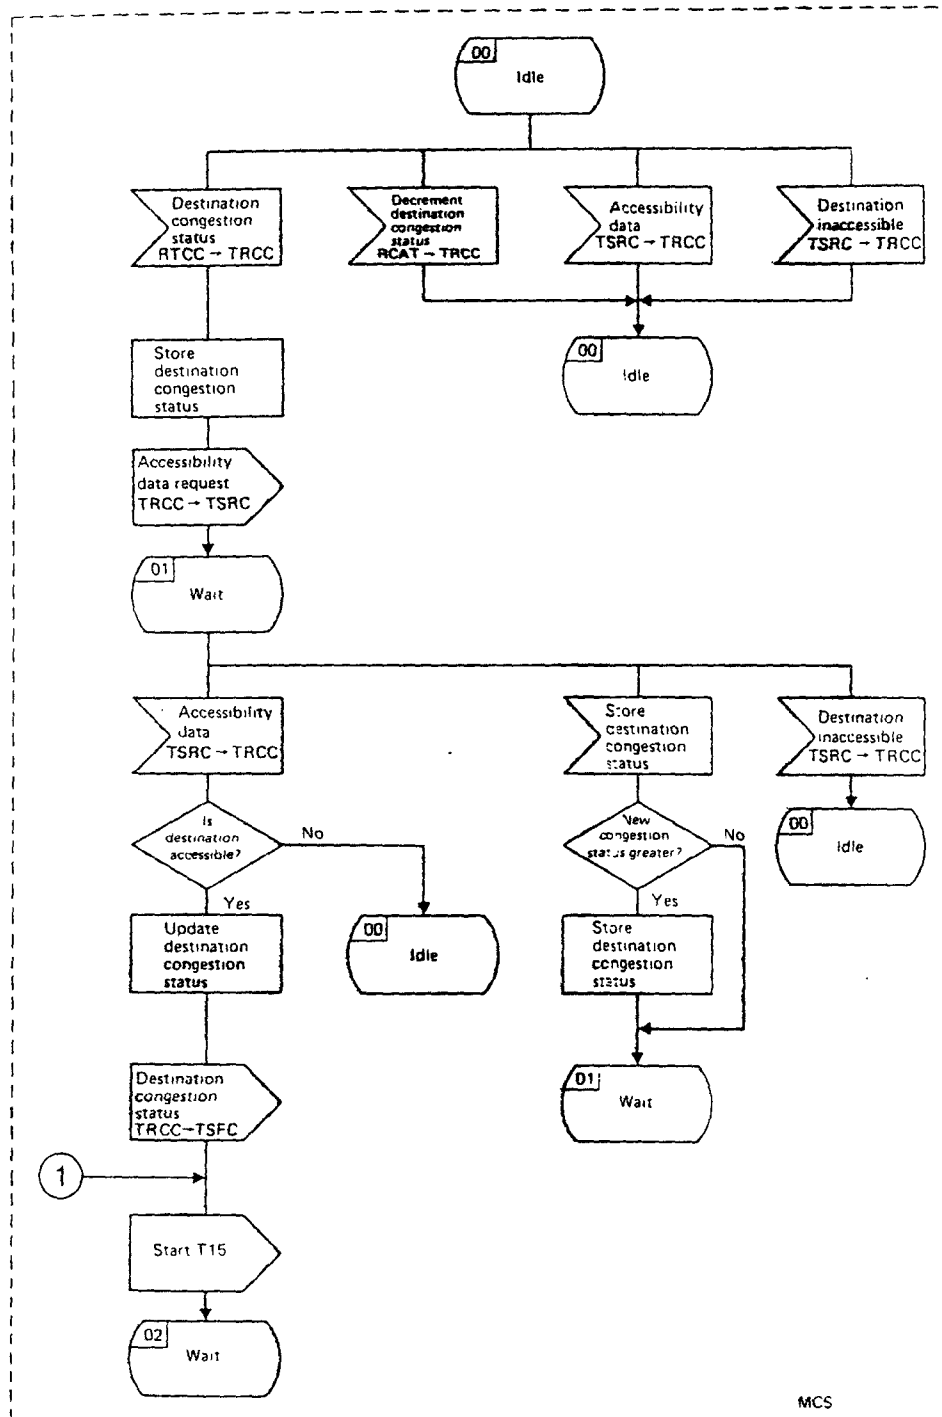 00
Idle
Destination
congestion
status
RTCC → TRCC
Decrement
destination
congestion
status
RCAT → TRCC
Accessibility
data
TSRC → TRCC
Destination
inaccessible
TSRC → TRCC
00
Idle
Store
destination
congestion
status
Accessibility
data request
TRCC → TSRC
01
Wait
Accessibility
data
TSRC → TRCC
Store
destination
congestion
status
Destination
inaccessible
TSRC → TRCC
Is
destination
accessible?
No
New
congestion
status greater?
No
00
Idle
Yes
Yes
Update
destination
congestion
status
00
Idle
Store
destination
congestion
status
Destination
congestion
status
TRCC → TSFC
01
Wait
1
Start T15
02
Wait
MCS